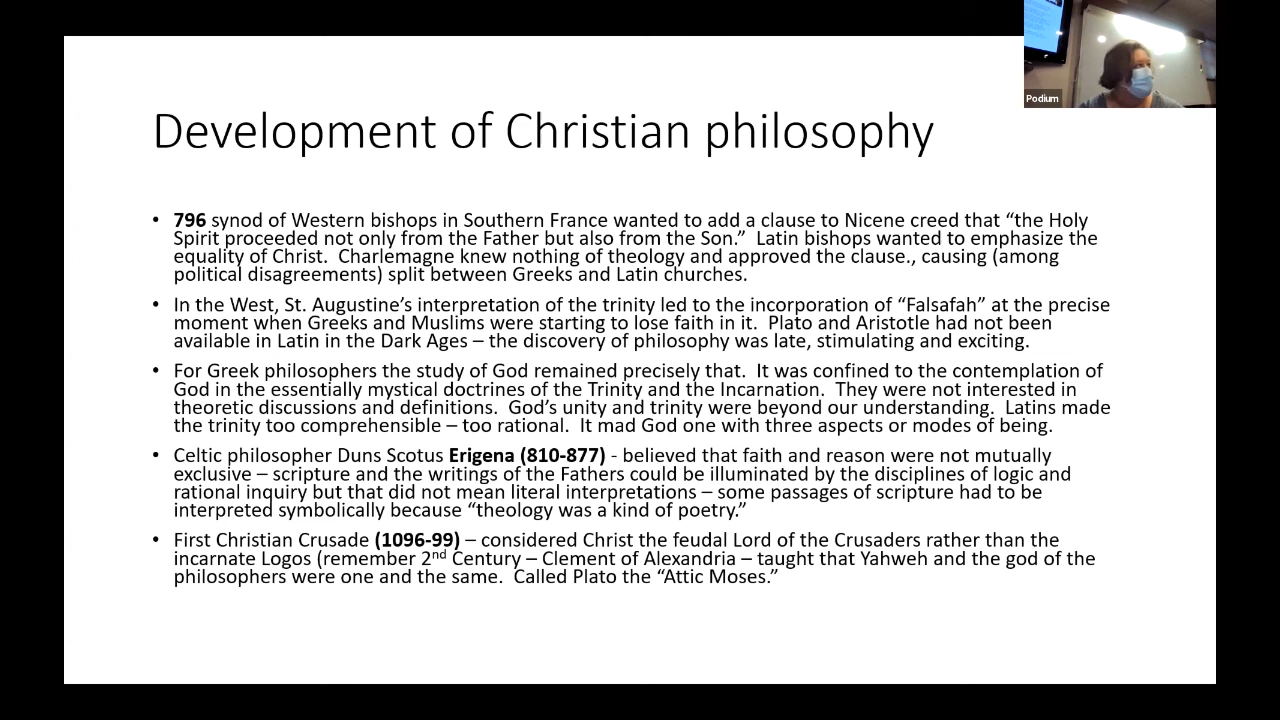 Podium
Development of Christian philosophy
• 796 synod of Western bishops in Southern France wanted to add a clause to Nicene creed that “the Holy
Spirit proceeded not only from the Father but also from the Son.” Latin bishops wanted to emphasize the
equality of Christ. Charlemagne knew nothing of theology and approved the clause., causing (among
political disagreements) split between Greeks and Latin churches.
• In the West, St. Augustine’s interpretation of the trinity led to the incorporation of “Falsafah” at the precise
moment when Greeks and Muslims were starting to lose faith in it. Plato and Aristotle had not been
available in Latin in the Dark Ages – the discovery of philosophy was late, stimulating and exciting.
• For Greek philosophers the study of God remained precisely that. It was confined to the contemplation of
God in the essentially mystical doctrines of the Trinity and the Incarnation. They were not interested in
theoretic discussions and definitions. God’s unity and trinity were beyond our understanding. Latins made
the trinity too comprehensible – too rational. It mad God one with three aspects or modes of being.
• Celtic philosopher Duns Scotus Erigena (810-877) - believed that faith and reason were not mutually
exclusive – scripture and the writings of the Fathers could be illuminated by the disciplines of logic and
rational inquiry but that did not mean literal interpretations – some passages of scripture had to be
interpreted symbolically because “theology was a kind of poetry.”
• First Christian Crusade (1096-99) – considered Christ the feudal Lord of the Crusaders rather than the
incarnate Logos (remember 2nd Century – Clement of Alexandria – taught that Yahweh and the god of the
philosophers were one and the same. Called Plato the “Attic Moses.”